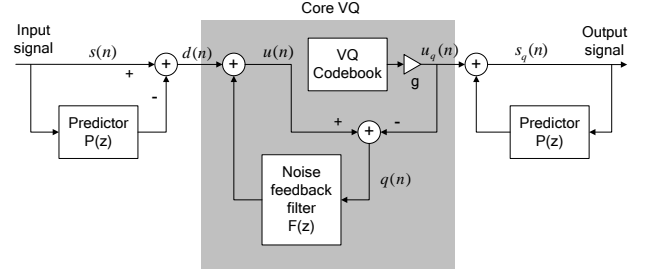 Core VQ
Input
signal
s(n)
+
-
+
d(n)
+
u(n)
VQ
Codebook
g
u_q(n)
+
s_q(n)
Output
signal
Predictor
P(z)
+
+
-
q(n)
Noise
feedback
filter
F(z)
Predictor
P(z)